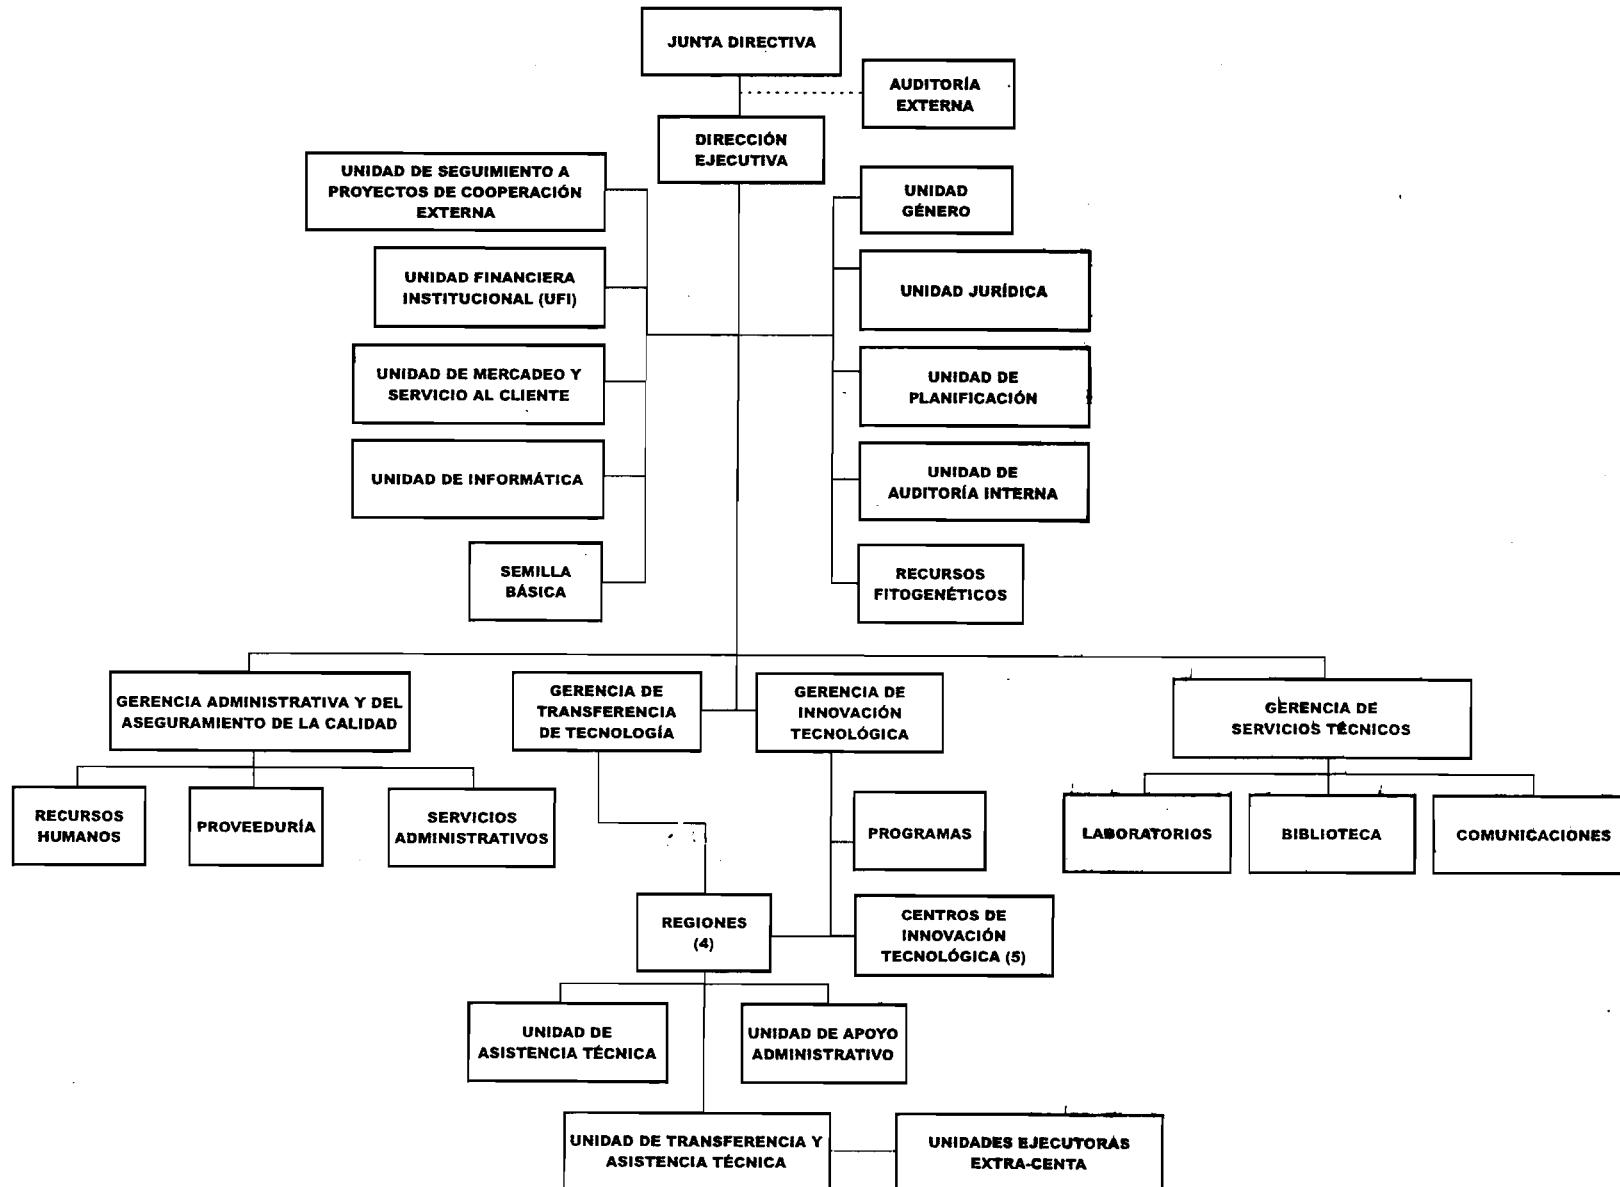 JUNTA DIRECTIVA
AUDITORÍA
EXTERNA
DIRECCIÓN
EJECUTIVA
UNIDAD DE SEGUIMIENTO A
PROYECTOS DE COOPERACIÓN
EXTERNA
UNIDAD
GÉNERO
UNIDAD FINANCIERA
INSTITUCIONAL (UFI)
UNIDAD JURÍDICA
UNIDAD DE MERCADEO Y
SERVICIO AL CLIENTE
UNIDAD DE
PLANIFICACIÓN
UNIDAD DE INFORMÁTICA
UNIDAD DE
AUDITORÍA INTERNA
SEMILLA
BÁSICA
RECURSOS
FITOGENÉTICOS
GERENCIA ADMINISTRATIVA Y DEL
ASEGURAMIENTO DE LA CALIDAD
GERENCIA DE
TRANSFERENCIA
DE TECNOLOGÍA
GERENCIA DE
INNOVACIÓN
TECNOLÓGICA
GERENCIA DE
SERVICIOS TÉCNICOS
RECURSOS
HUMANOS
PROVEEDURÍA
SERVICIOS
ADMINISTRATIVOS
PROGRAMAS
LABORATORIOS
BIBLIOTECA
COMUNICACIONES
REGIONES
(4)
CENTROS DE
INNOVACIÓN
TECNOLÓGICA (5)
UNIDAD DE
ASISTENCIA TÉCNICA
UNIDAD DE APOYO
ADMINISTRATIVO
UNIDAD DE TRANSFERENCIA Y
ASISTENCIA TÉCNICA
UNIDADES EJECUTORAS
EXTRA-CENTA